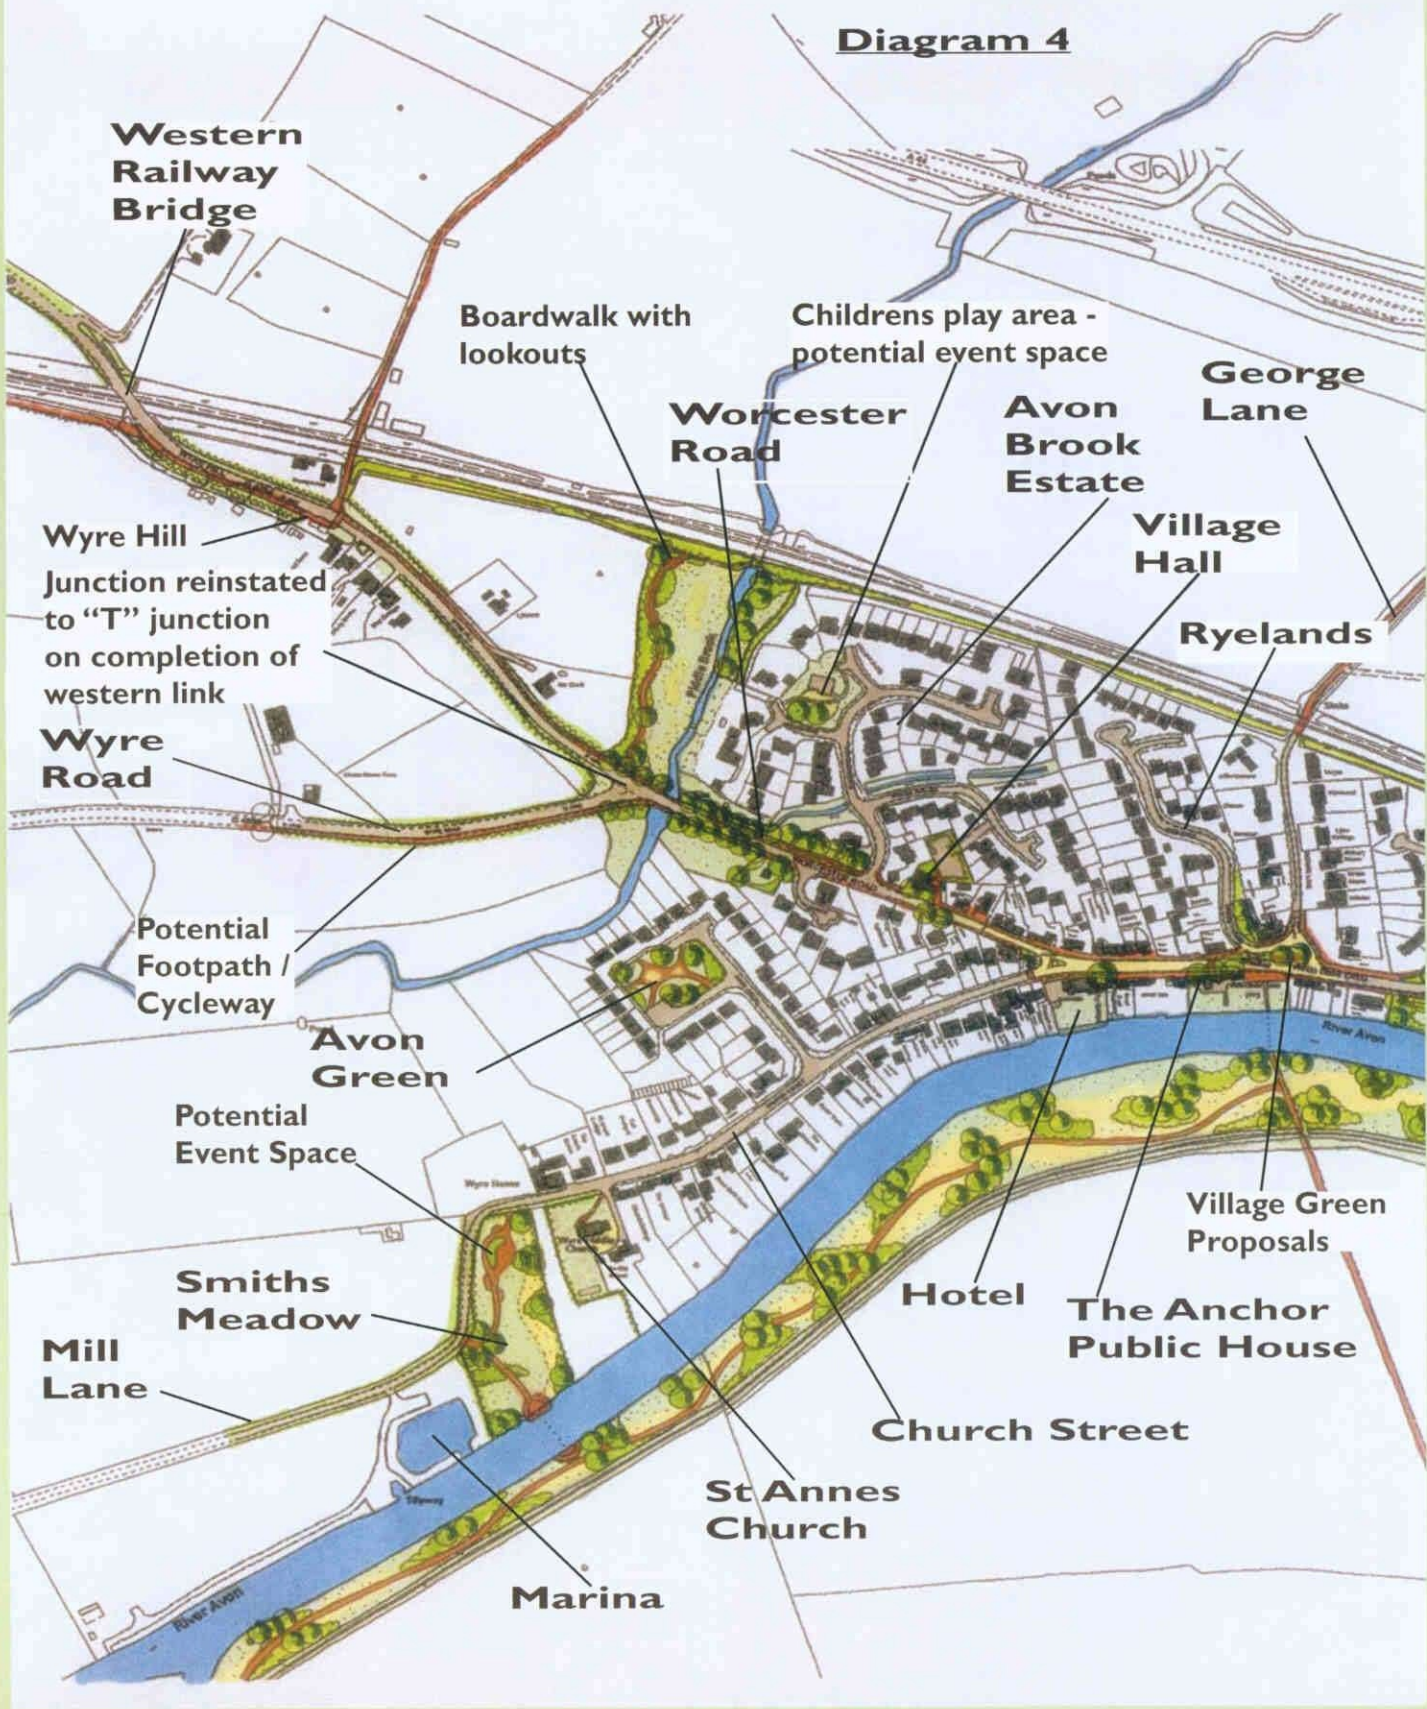 Diagram 4
Western
Railway
Bridge
Boardwalk with
lookouts
Childrens play area -
potential event space
George
Lane
Worcester
Road
Avon
Brook
Estate
Village
Hall
Wyre Hill
Junction reinstated
to “T” junction
on completion of
western link
Ryelands
Wyre
Road
Potential
Footpath /
Cycleway
Avon
Green
River Avon
Potential
Event Space
Wyre House
Village Green
Proposals
Smiths
Meadow
Hotel
The Anchor
Public House
Mill
Lane
Church Street
St Annes
Church
Slipway
Marina
River Avon